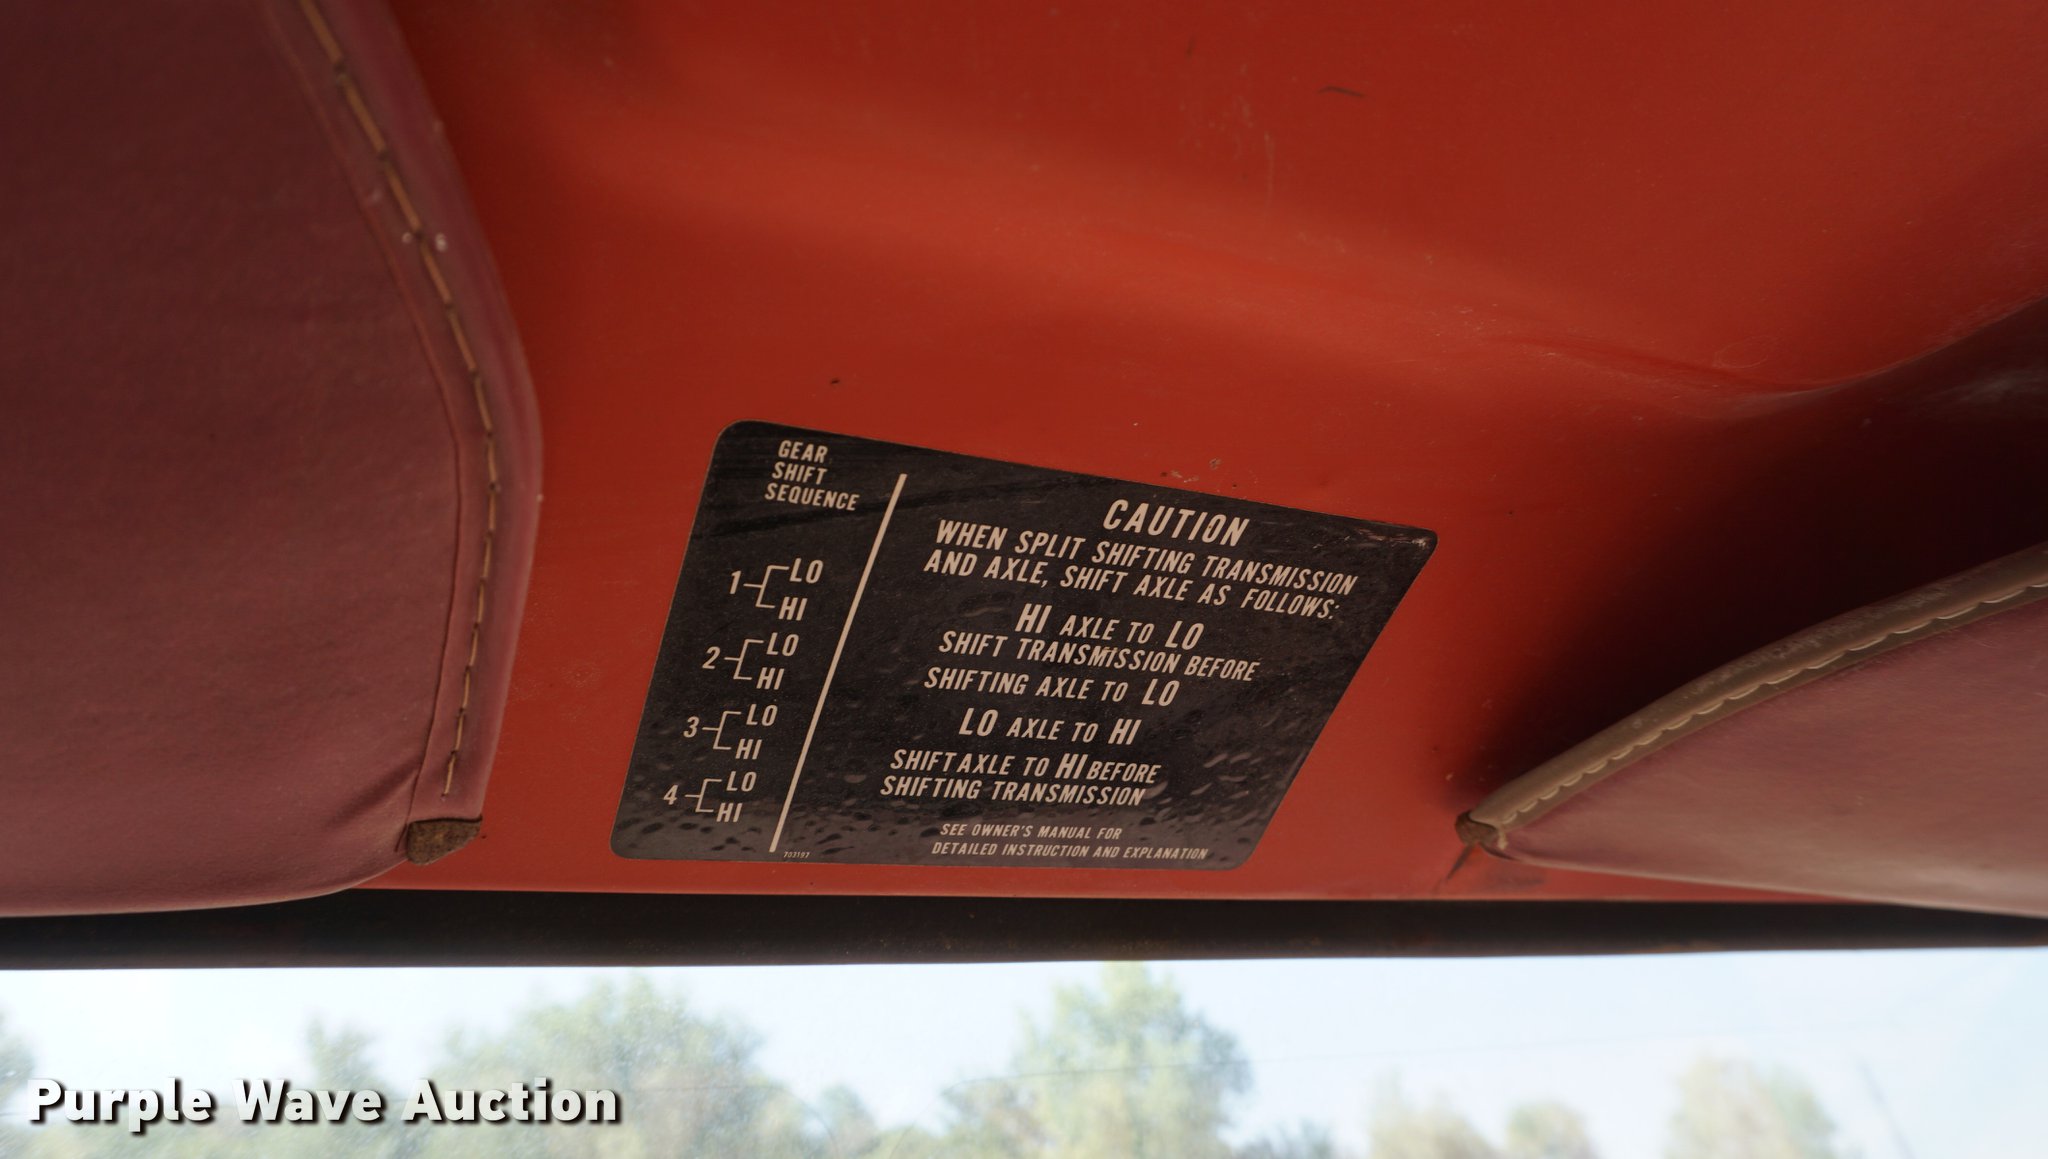 GEAR
SHIFT
SEQUENCE
1 LO
HI
2 LO
HI
3 LO
HI
4 LO
HI
CAUTION
WHEN SPLIT SHIFTING TRANSMISSION
AND AXLE, SHIFT AXLE AS FOLLOWS:
HI AXLE TO LO
SHIFT TRANSMISSION BEFORE
SHIFTING AXLE TO LO
LO AXLE TO HI
SHIFT AXLE TO HI BEFORE
SHIFTING TRANSMISSION
SEE OWNER'S MANUAL FOR
DETAILED INSTRUCTION AND EXPLANATION
703197
Purple Wave Auction